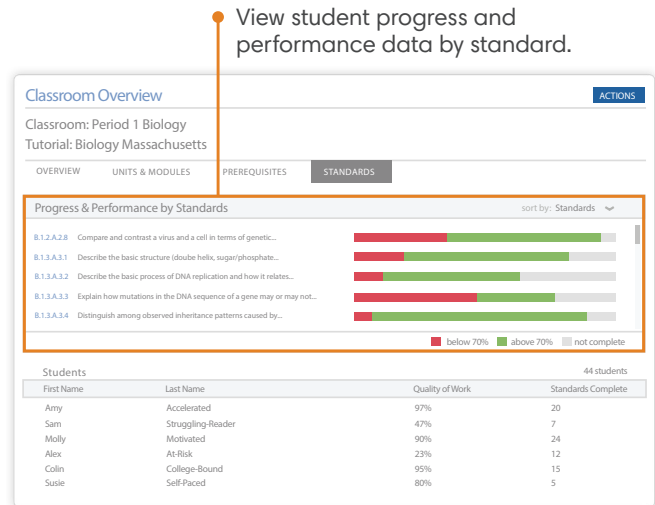 View student progress and
performance data by standard.
Classroom Overview
ACTIONS
Classroom: Period 1 Biology
Tutorial: Biology Massachusetts
OVERVIEW UNITS & MODULES PREREQUISITES STANDARDS
Progress & Performance by Standards sort by: Standards
B.1.2.A.2.8 Compare and contrast a virus and a cell in terms of genetic...
B.1.3.A.3.1 Describe the basic structure (doube helix, sugar/phosphate...
B.1.3.A.3.2 Describe the basic process of DNA replication and how it relates...
B.1.3.A.3.3 Explain how mutations in the DNA sequence of a gene may or may not...
B.1.3.A.3.4 Distinguish among observed inheritance patterns caused by...
below 70% above 70% not complete
Students 44 students
First Name Last Name Quality of Work Standards Complete
Amy Accelerated 97% 20
Sam Struggling-Reader 47% 7
Molly Motivated 90% 24
Alex At-Risk 23% 12
Colin College-Bound 95% 15
Susie Self-Paced 80% 5